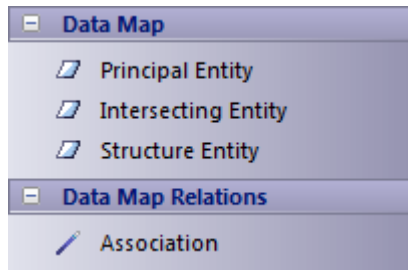 Data Map
Principal Entity
Intersecting Entity
Structure Entity
Data Map Relations
Association